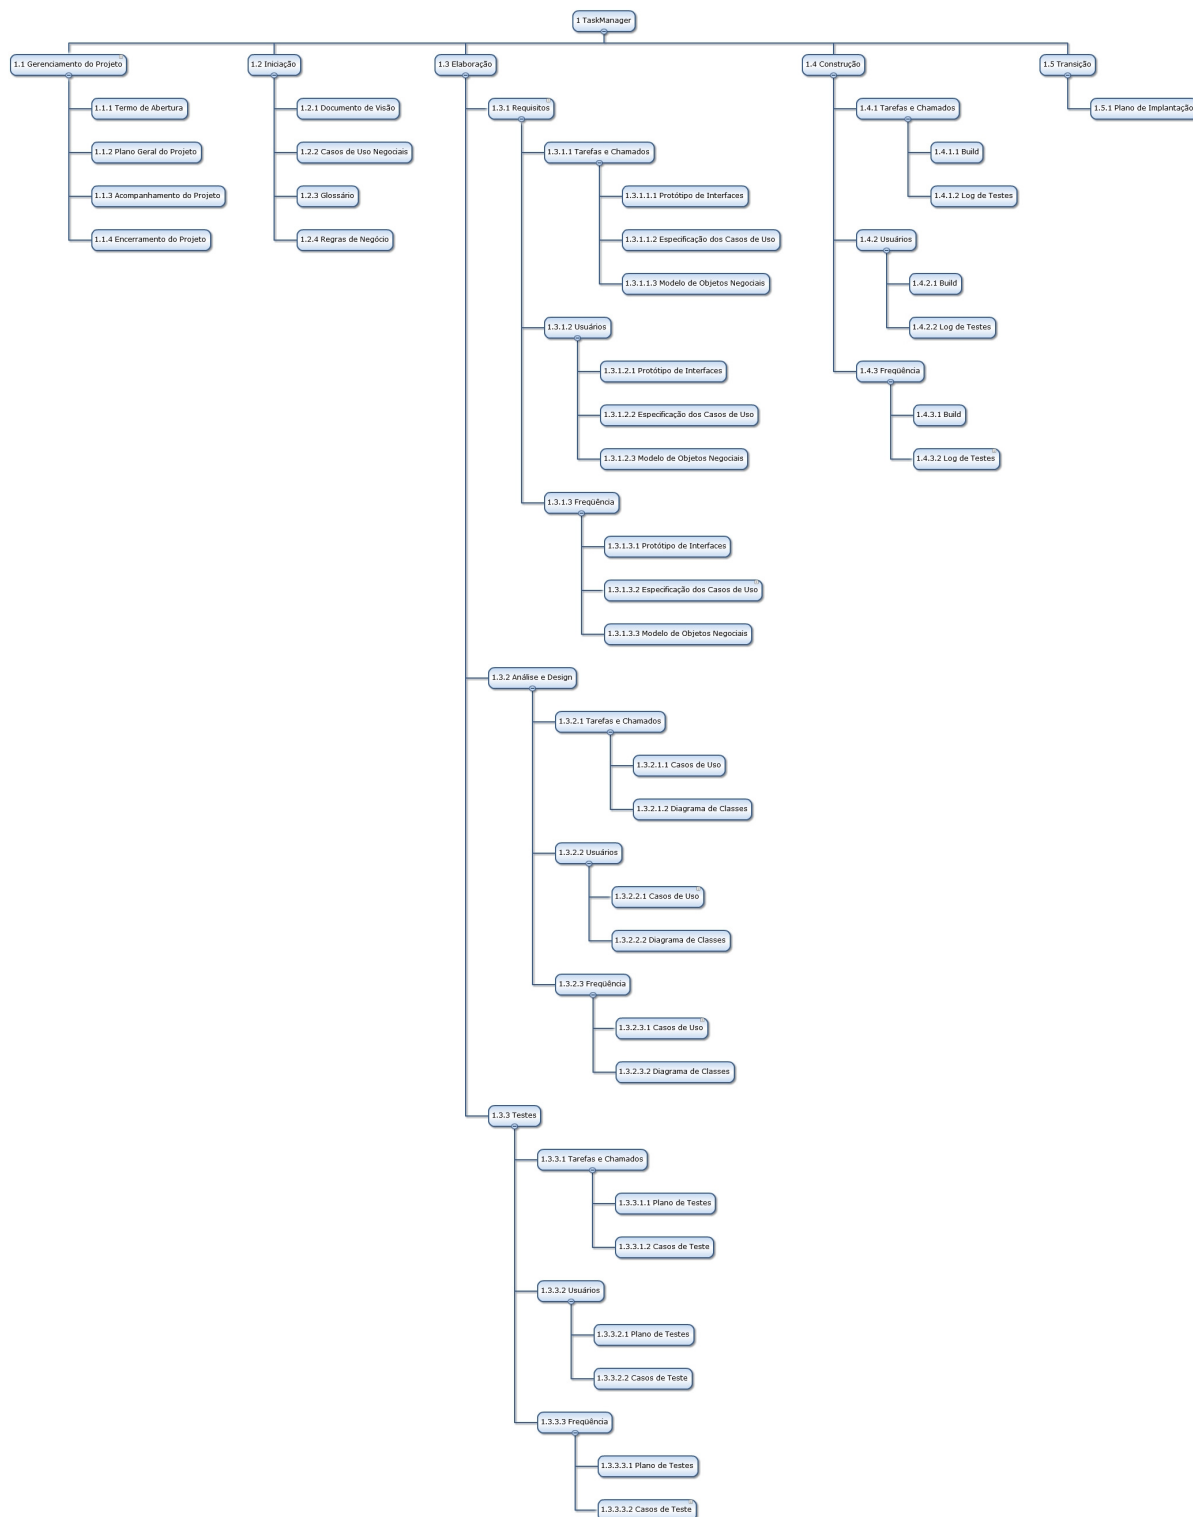 1 TaskManager
1.1 Gerenciamento do Projeto
1.1.1 Termo de Abertura
1.1.2 Plano Geral do Projeto
1.1.3 Acompanhamento do Projeto
1.1.4 Encerramento do Projeto
1.2 Iniciação
1.2.1 Documento de Visão
1.2.2 Casos de Uso Negociais
1.2.3 Glossário
1.2.4 Regras de Negócio
1.3 Elaboração
1.3.1 Requisitos
1.3.1.1 Tarefas e Chamados
1.3.1.1.1 Protótipo de Interfaces
1.3.1.1.2 Especificação dos Casos de Uso
1.3.1.1.3 Modelo de Objetos Negociais
1.3.1.2 Usuários
1.3.1.2.1 Protótipo de Interfaces
1.3.1.2.2 Especificação dos Casos de Uso
1.3.1.2.3 Modelo de Objetos Negociais
1.3.1.3 Freqüência
1.3.1.3.1 Protótipo de Interfaces
1.3.1.3.2 Especificação dos Casos de Uso
1.3.1.3.3 Modelo de Objetos Negociais
1.3.2 Análise e Design
1.3.2.1 Tarefas e Chamados
1.3.2.1.1 Casos de Uso
1.3.2.1.2 Diagrama de Classes
1.3.2.2 Usuários
1.3.2.2.1 Casos de Uso
1.3.2.2.2 Diagrama de Classes
1.3.2.3 Freqüência
1.3.2.3.1 Casos de Uso
1.3.2.3.2 Diagrama de Classes
1.3.3 Testes
1.3.3.1 Tarefas e Chamados
1.3.3.1.1 Plano de Testes
1.3.3.1.2 Casos de Teste
1.3.3.2 Usuários
1.3.3.2.1 Plano de Testes
1.3.3.2.2 Casos de Teste
1.3.3.3 Freqüência
1.3.3.3.1 Plano de Testes
1.3.3.3.2 Casos de Teste
1.4 Construção
1.4.1 Tarefas e Chamados
1.4.1.1 Build
1.4.1.2 Log de Testes
1.4.2 Usuários
1.4.2.1 Build
1.4.2.2 Log de Testes
1.4.3 Freqüência
1.4.3.1 Build
1.4.3.2 Log de Testes
1.5 Transição
1.5.1 Plano de Implantação